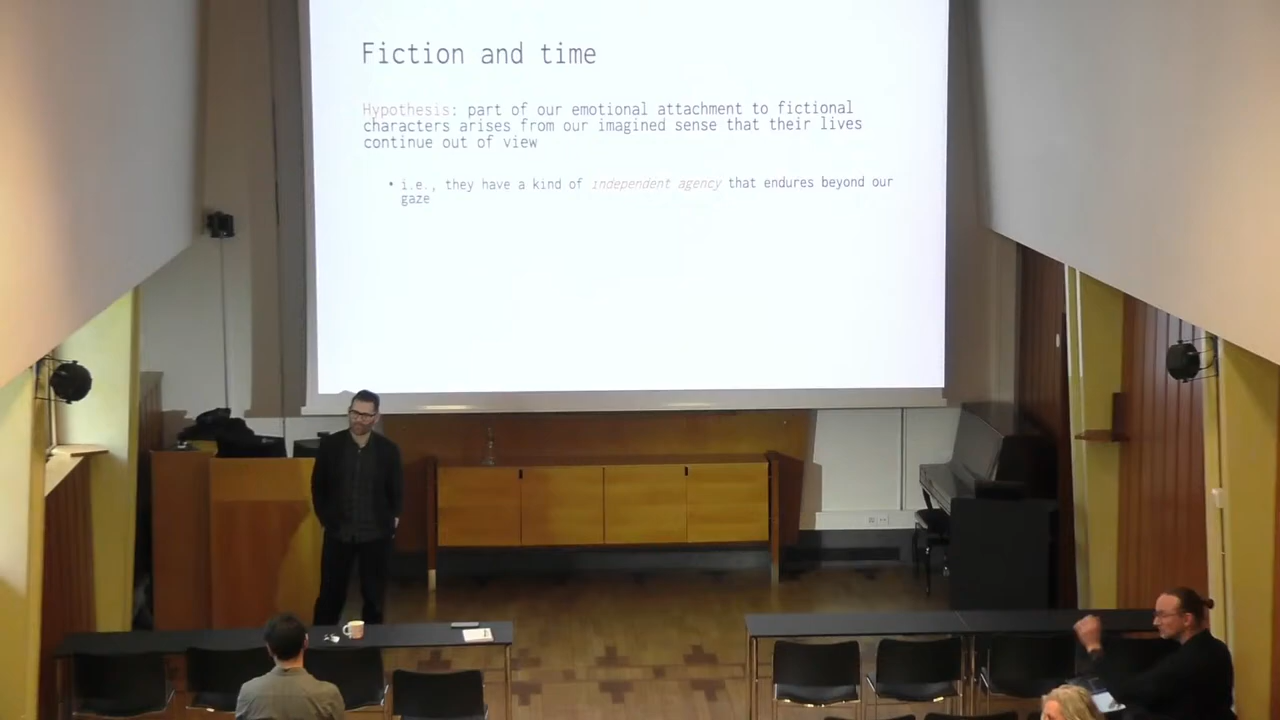 Fiction and time
Hypothesis: part of our emotional attachment to fictional
characters arises from our imagined sense that their lives
continue out of view
• i.e., they have a kind of independent agency that endures beyond our
gaze